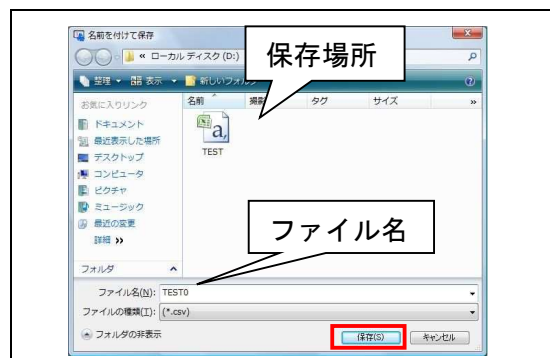 名前を付けて保存
« ローカル ディスク (D:)
保存場所
整理 表示 新しいフォルダ
お気に入りリンク
ドキュメント
最近表示した場所
デスクトップ
コンピュータ
ピクチャ
ミュージック
最近の変更
詳細 »
フォルダ
名前 タグ サイズ »
a,
TEST
ファイル名
ファイル名(N): TEST0
ファイルの種類(T): (*.csv)
フォルダの非表示
保存(S) キャンセル